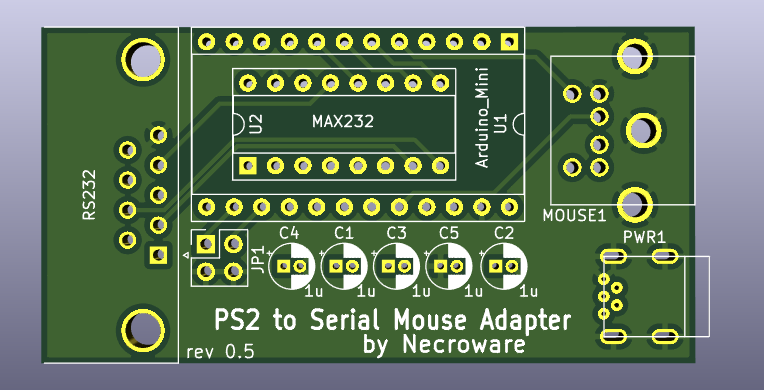 RS232
U2
MAX232
Arduino_Mini
U1
MOUSE1
PWR1
JP1
C4
C1
C3
C5
C2
+
+
+
+
+
1u
1u
1u
1u
1u
PS2 to Serial Mouse Adapter
by Necroware
rev 0.5